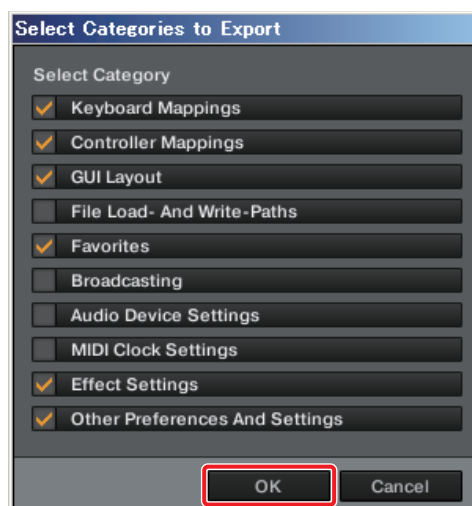 Select Categories to Export
Select Category
Keyboard Mappings
Controller Mappings
GUI Layout
File Load- And Write-Paths
Favorites
Broadcasting
Audio Device Settings
MIDI Clock Settings
Effect Settings
Other Preferences And Settings
OK Cancel